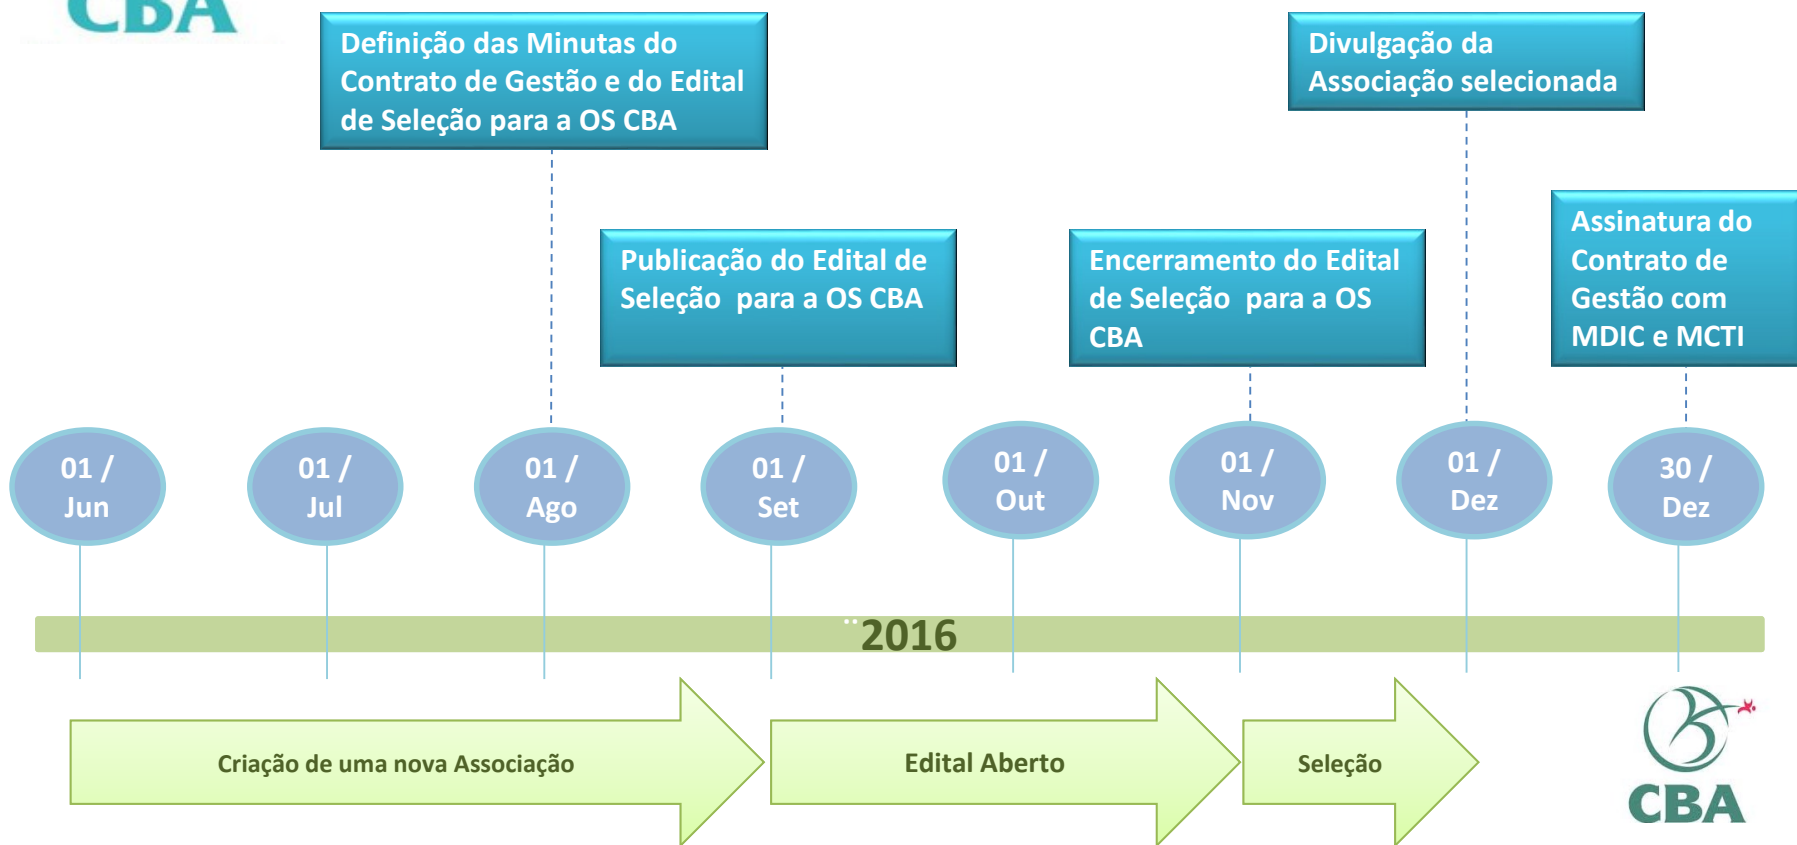 CBA
Definição das Minutas do
Contrato de Gestão e do Edital
de Seleção para a OS CBA
Divulgação da
Associação selecionada
Publicação do Edital de
Seleção  para a OS CBA
Encerramento do Edital
de Seleção  para a OS
CBA
Assinatura do
Contrato de
Gestão com
MDIC e MCTI
01 /
Jun
01 /
Jul
01 /
Ago
01 /
Set
01 /
Out
01 /
Nov
01 /
Dez
30 /
Dez
¨2016
Criação de uma nova Associação
Edital Aberto
Seleção
CBA